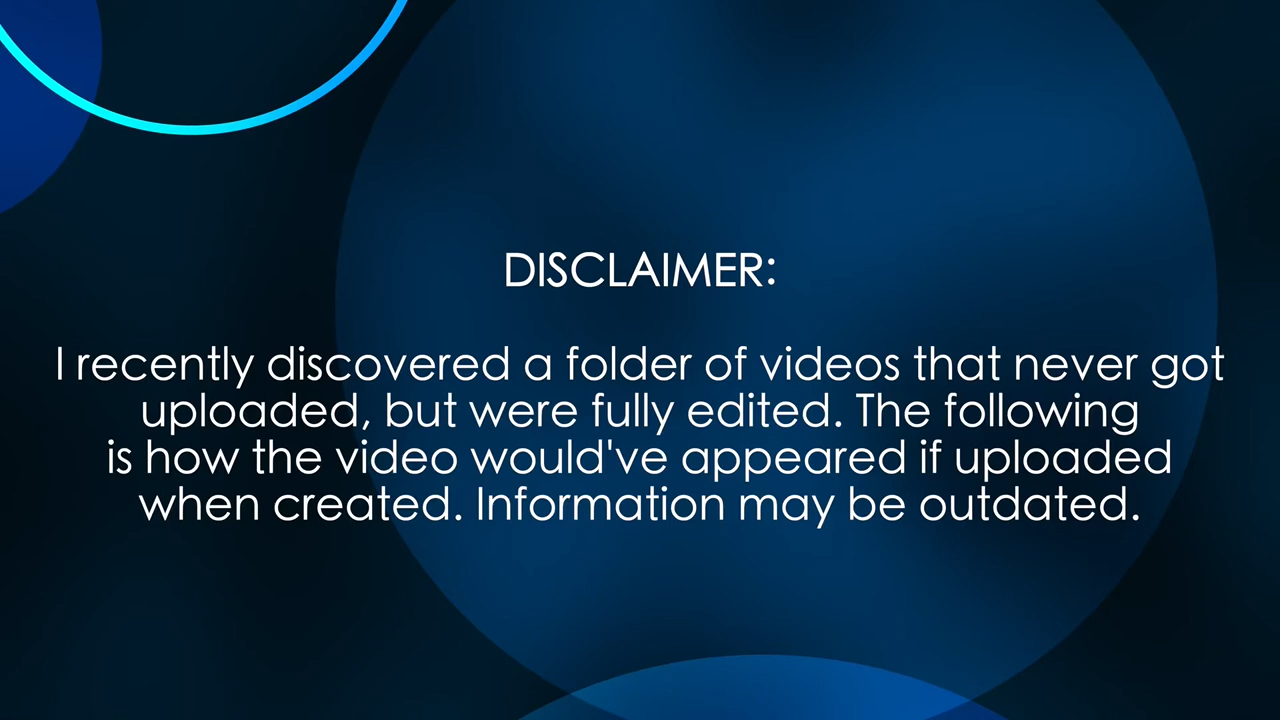 DISCLAIMER:
I recently discovered a folder of videos that never got
uploaded, but were fully edited. The following
is how the video would've appeared if uploaded
when created. Information may be outdated.